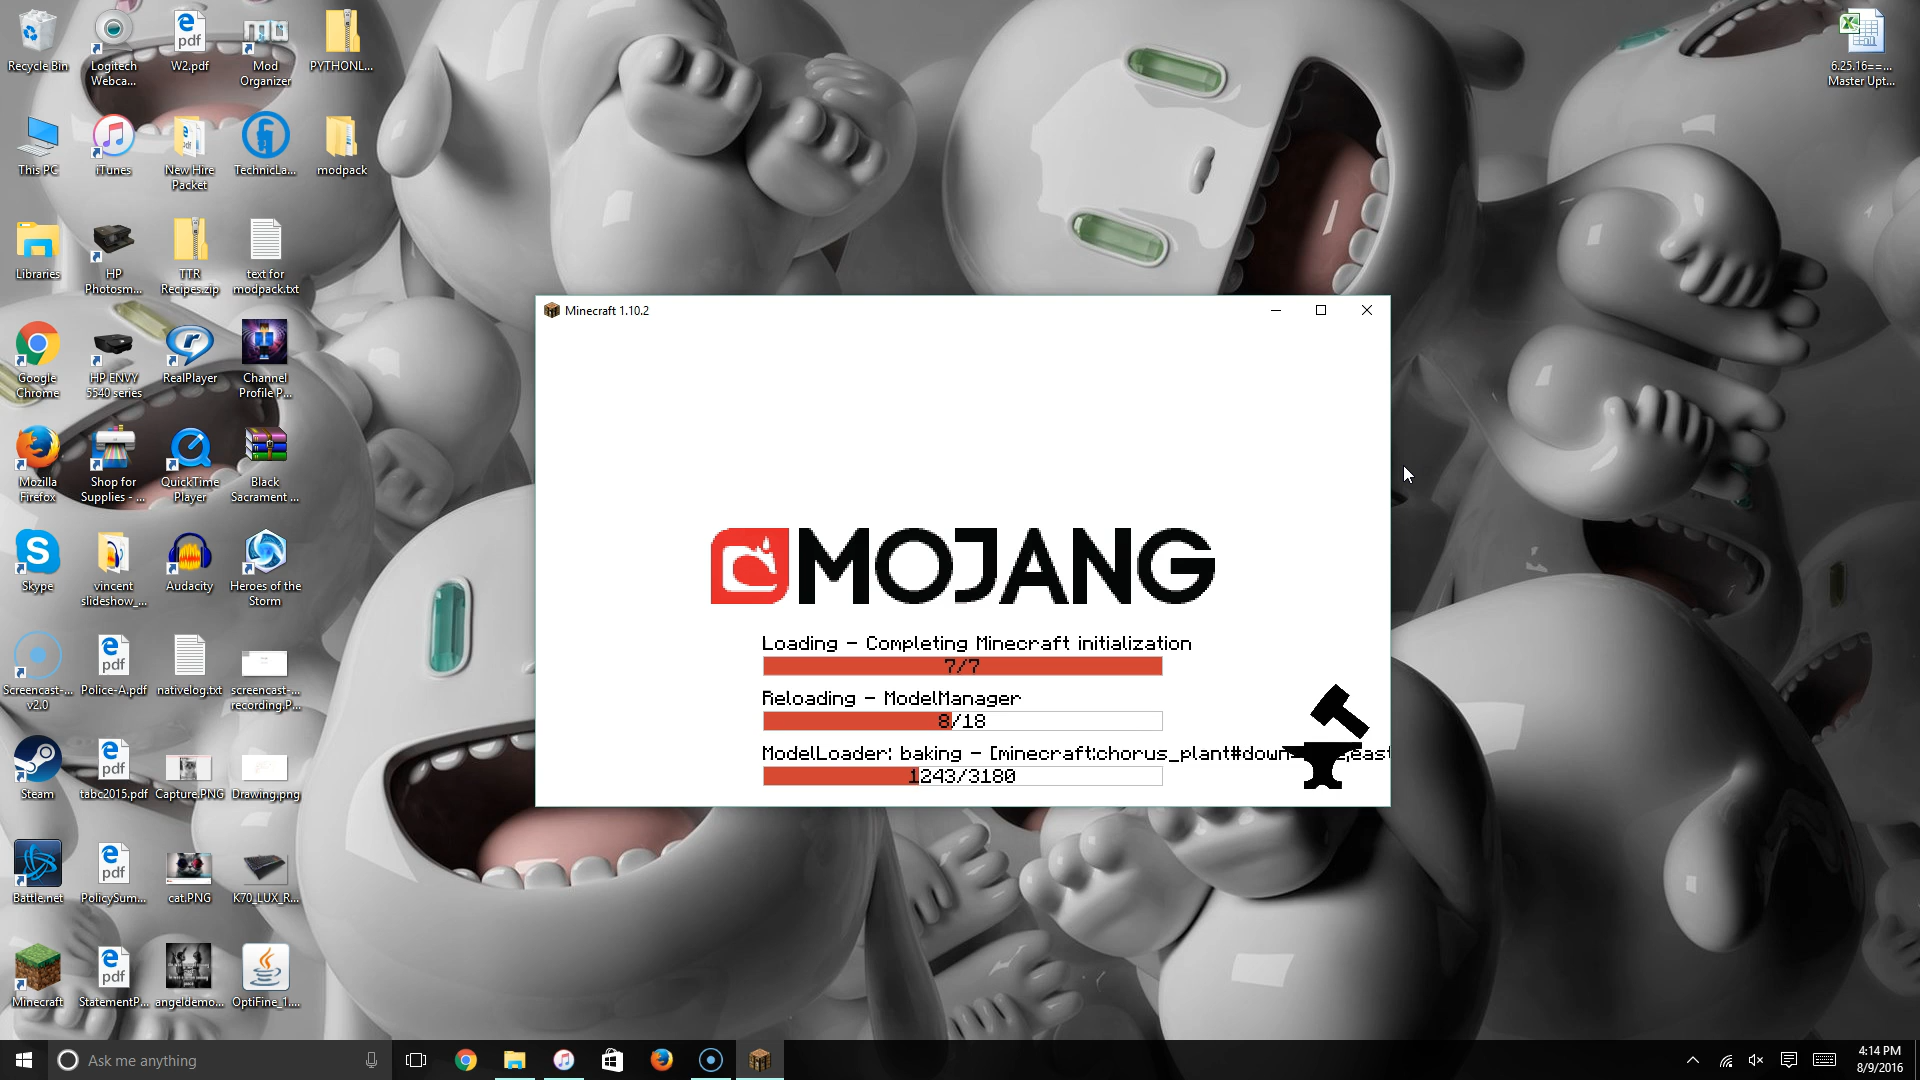 Recycle Bin
Logitech
Webca...
W2.pdf
Mod
Organizer
PYTHONL...
6.25.16==...
Master Upt...
This PC
iTunes
New Hire
Packet
TechnicLa...
modpack
Libraries
HP
Photosm...
TTR
Recipes.zip
text for
modpack.txt
Google
Chrome
HP ENVY
5540 series
RealPlayer
Channel
Profile P...
Mozilla
Firefox
Shop for
Supplies - ...
QuickTime
Player
Black
Sacrament ...
Skype
vincent
slideshow_...
Audacity
Heroes of the
Storm
Screencast-...
v2.0
Police-A.pdf
nativelog.txt
screencast-...
recording.P...
Steam
tabc2015.pdf
Capture.PNG
Drawing.png
Battle.net
PolicySum...
cat.PNG
K70_LUX_R...
Minecraft
StatementP...
angeldemo...
OptiFine_1....
Minecraft 1.10.2
MOJANG
Loading - Completing Minecraft initialization
7/7
Reloading - ModelManager
8/18
ModelLoader: baking - [minecraft:chorus_plant#down=
1243/3180
Ask me anything
4:14 PM
8/9/2016